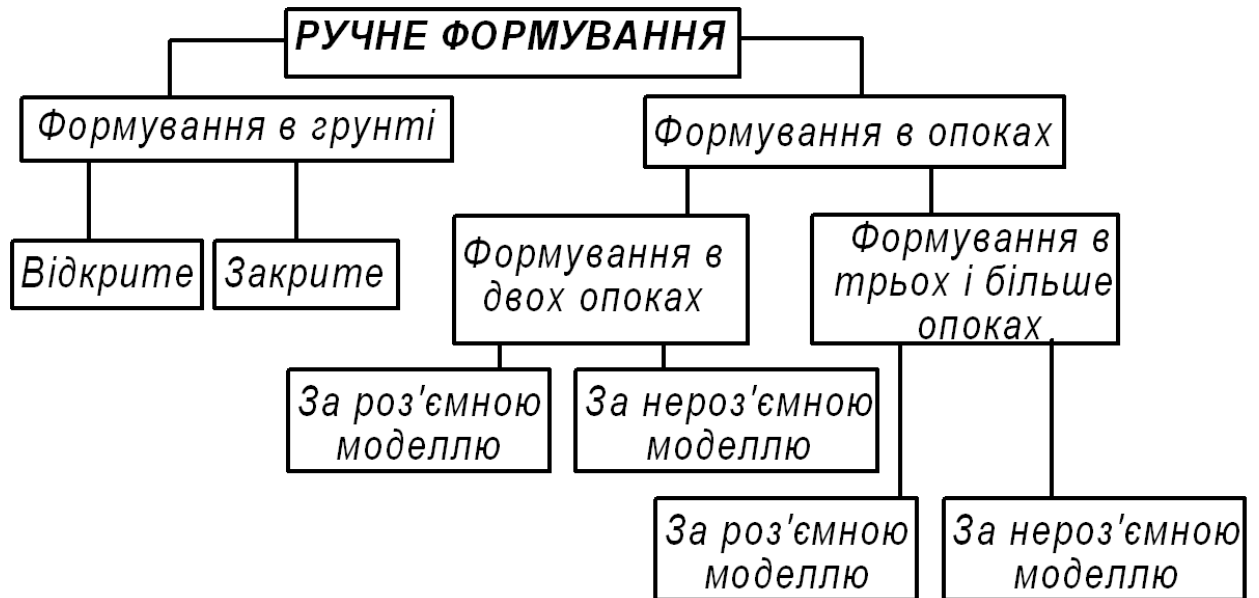 РУЧНЕ ФОРМУВАННЯ
Формування в грунті
Формування в опоках
Відкрите
Закрите
Формування в
двох опоках
Формування в
трьох і більше
опоках
За роз'ємною
моделлю
За нероз'ємною
моделлю
За роз'ємною
моделлю
За нероз'ємною
моделлю